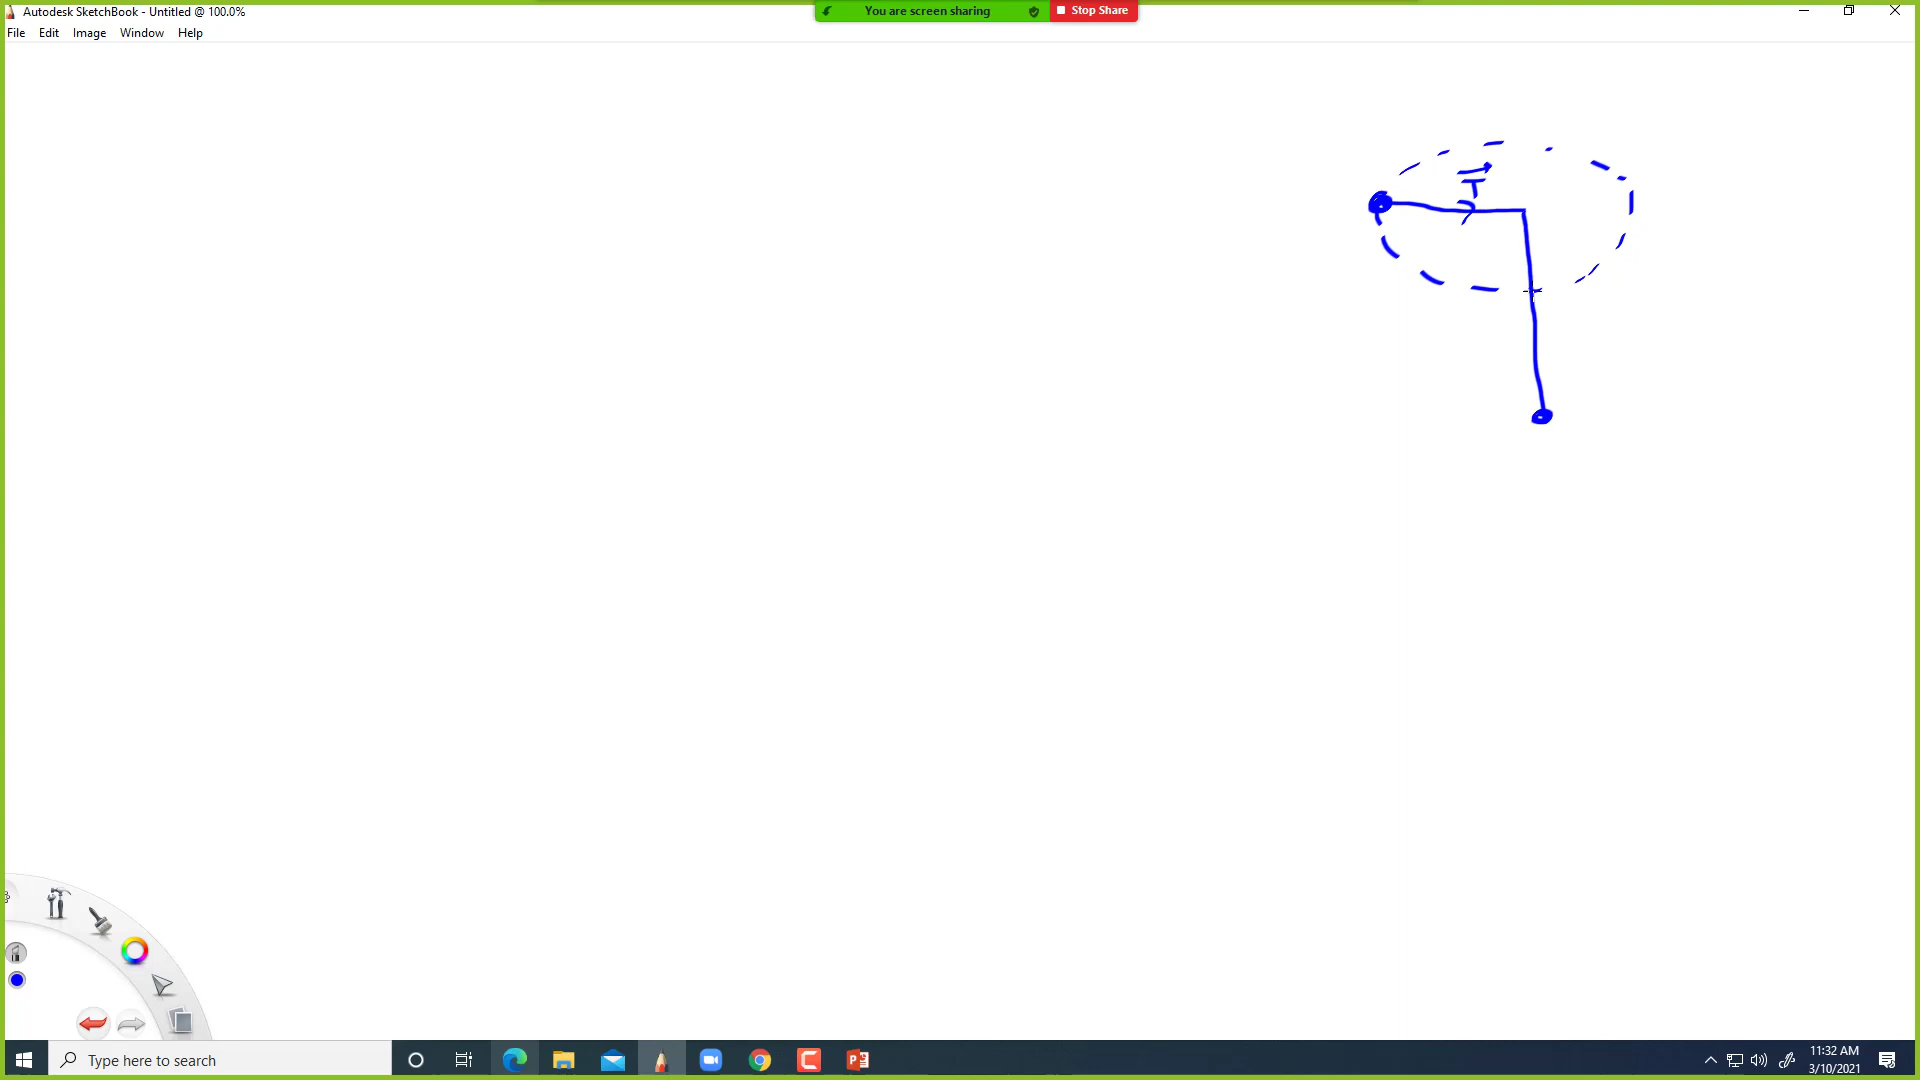 Autodesk SketchBook - Untitled @ 100.0%
You are screen sharing
Stop Share
File Edit Image Window Help
T
Type here to search
11:32 AM
3/10/2021